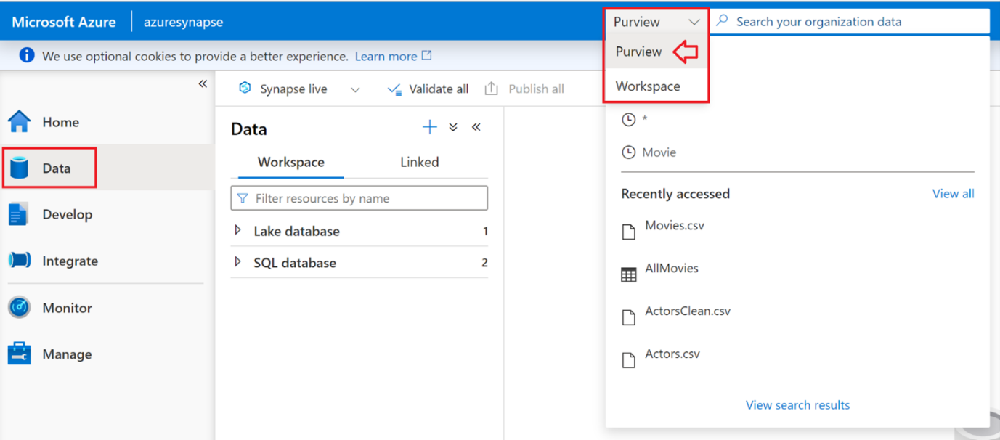 Microsoft Azure
azuresynapse
Purview
Search your organization data
We use optional cookies to provide a better experience. Learn more
Purview
Workspace
«
Synapse live
Validate all
Publish all
Home
Data
Develop
Integrate
Monitor
Manage
Data
Workspace
Linked
Filter resources by name
Lake database 1
SQL database 2
*
Movie
Recently accessed
View all
Movies.csv
AllMovies
ActorsClean.csv
Actors.csv
View search results